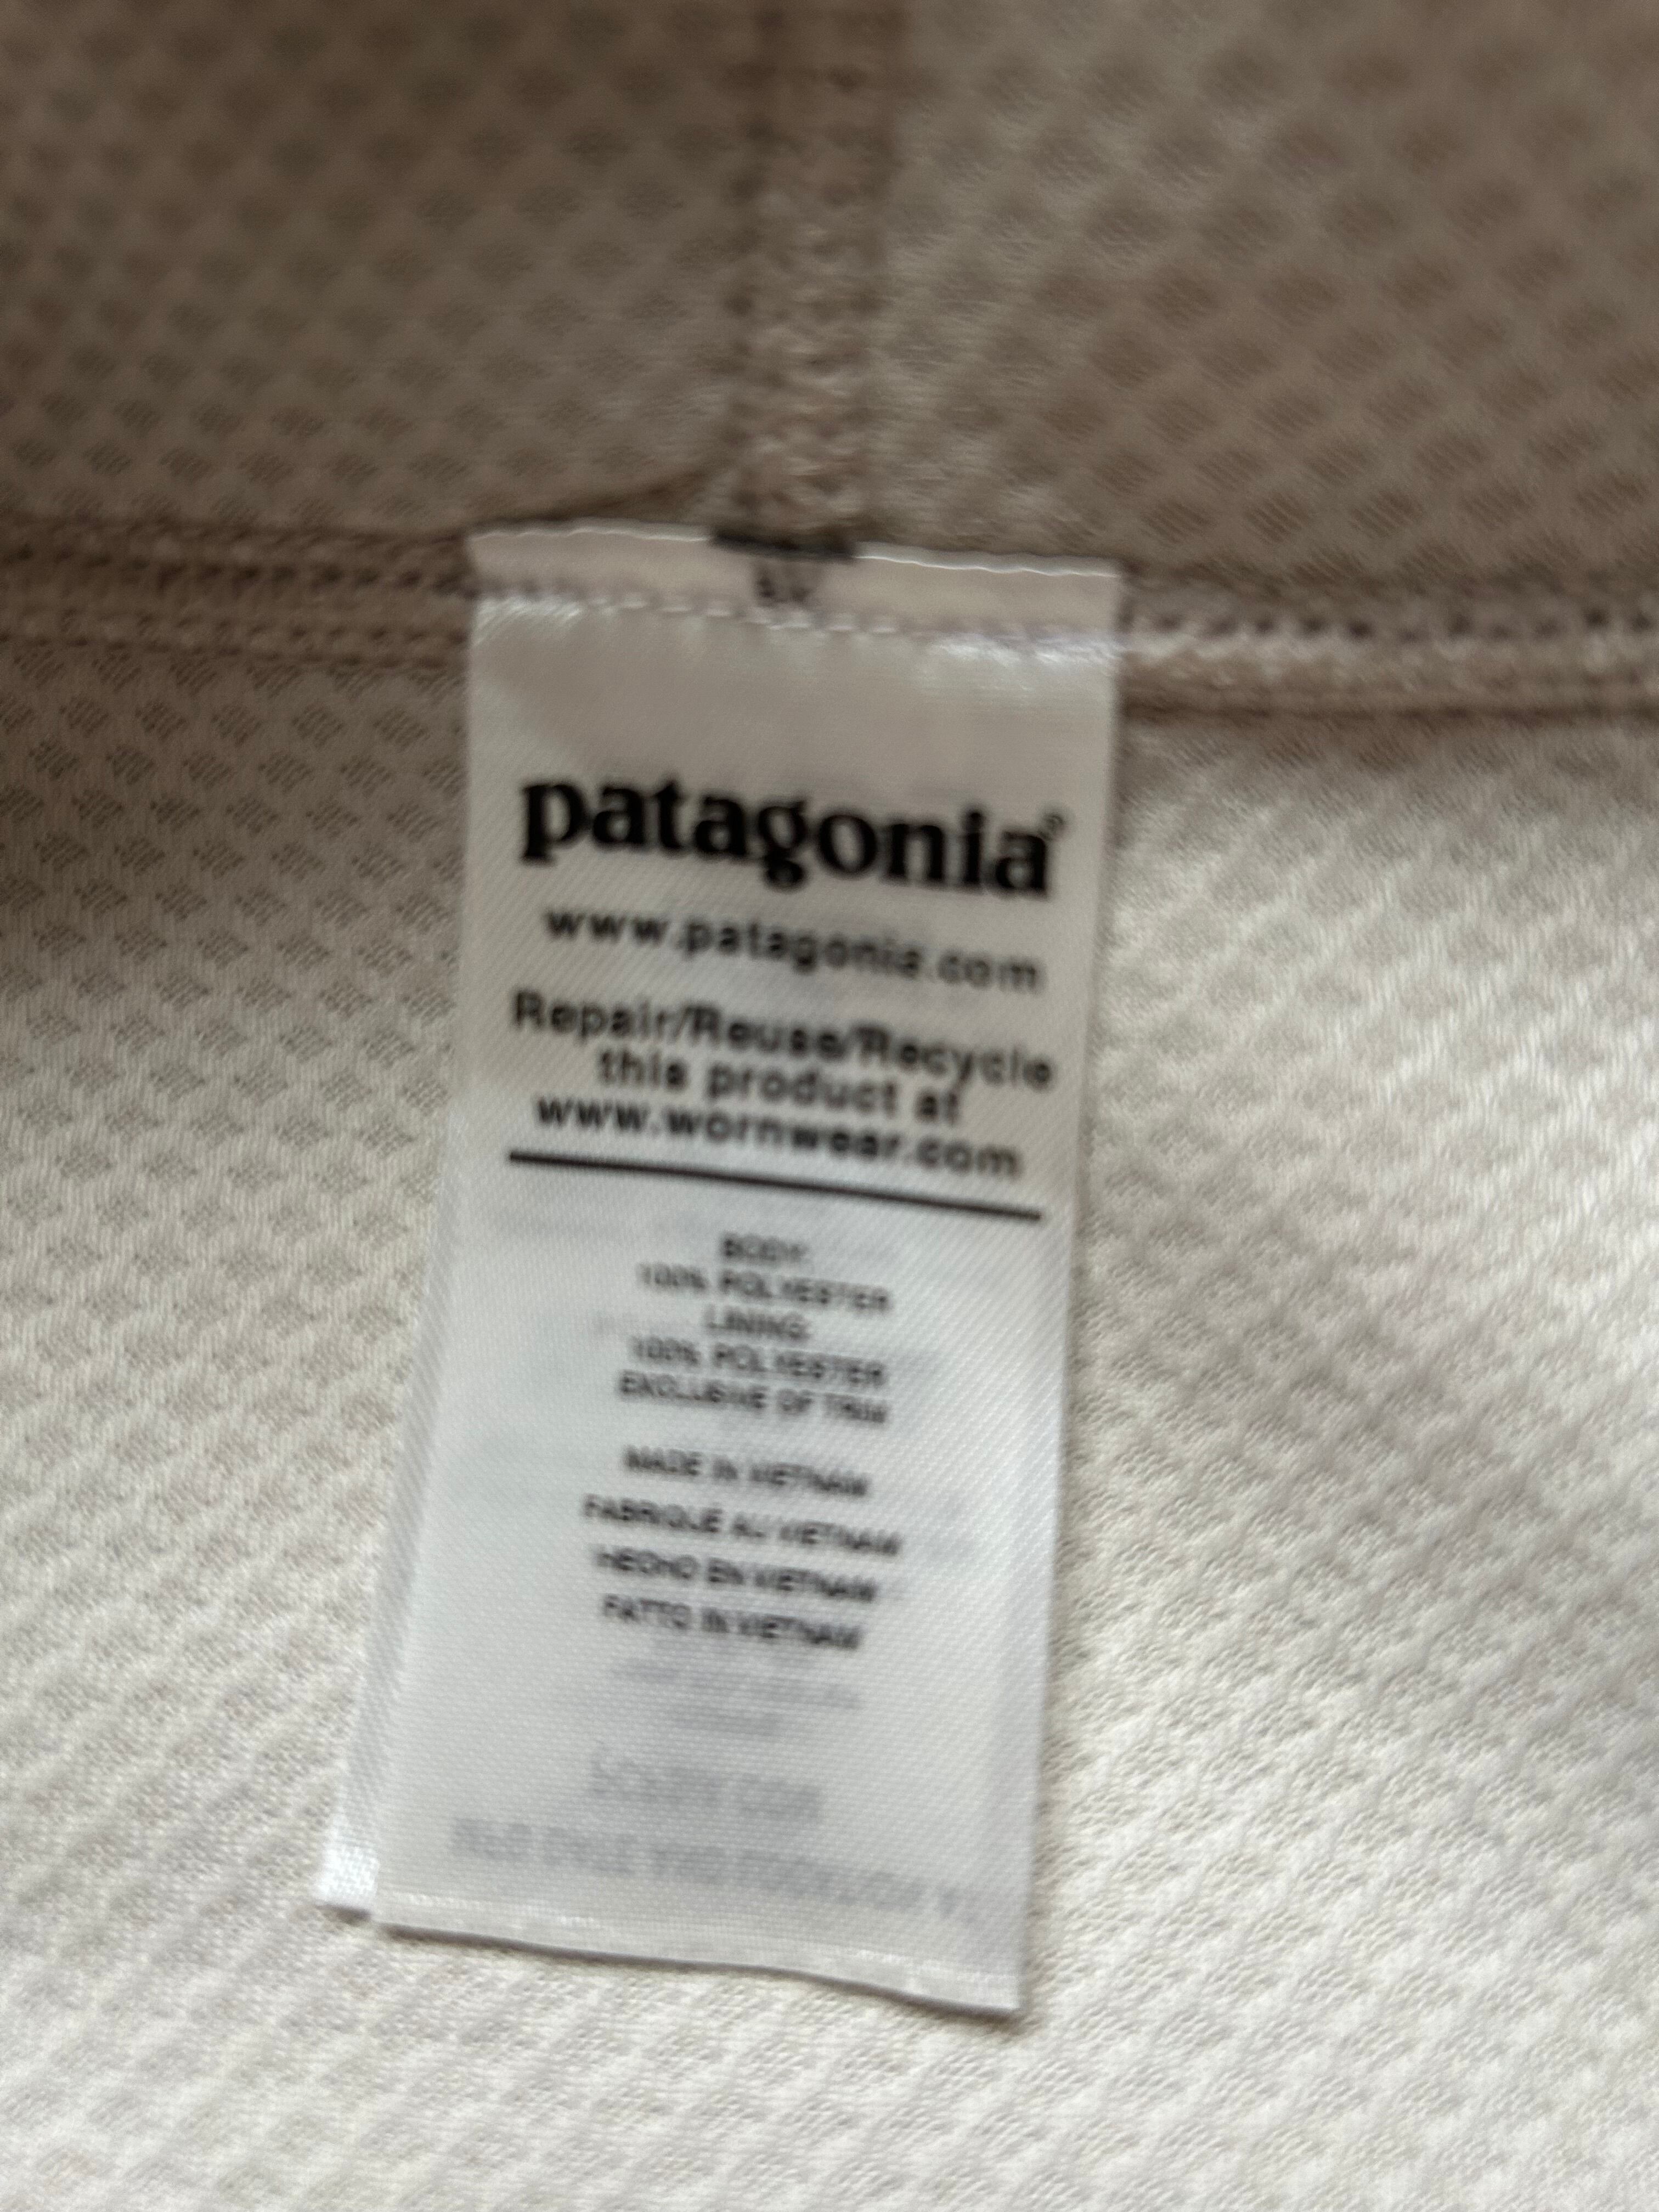 patagonia®
www.patagonia.com
Repair/Reuse/Recycle
this product at
www.wornwear.com
BODY:
100% POLYESTER
LINING:
100% POLYESTER
EXCLUSIVE OF TRIM
MADE IN VIETNAM
FABRIQUÉ AU VIETNAM
HECHO EN VIETNAM
FATTO IN VIETNAM